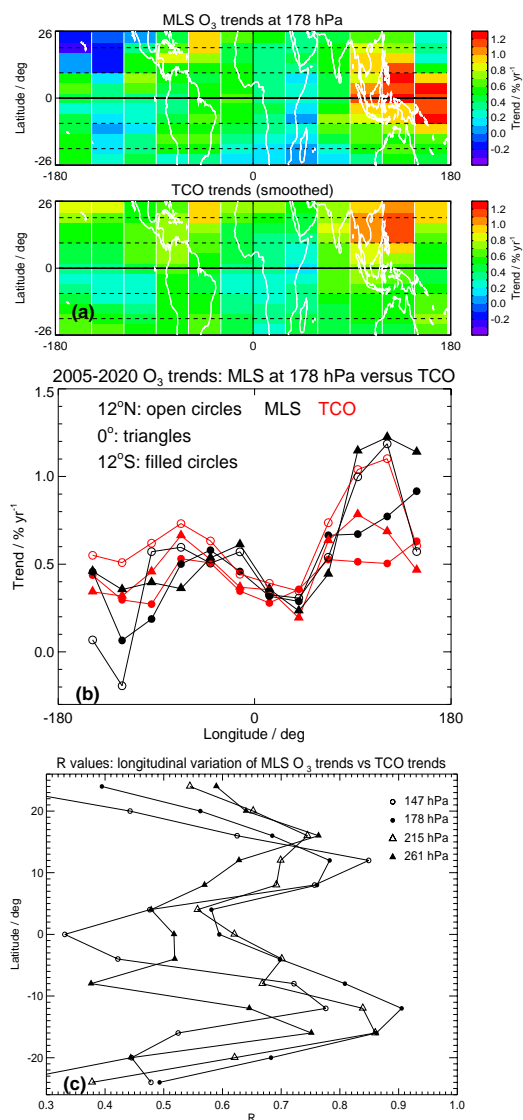 MLS O3 trends at 178 hPa
26
0
-26
Latitude / deg
-180 0 180
1.2
1.0
0.8
0.6
0.4
0.2
0.0
-0.2
-0.4
Trend / % yr-1
TCO trends (smoothed)
26
0
-26
Latitude / deg
(a)
-180 0 180
1.2
1.0
0.8
0.6
0.4
0.2
0.0
-0.2
-0.4
Trend / % yr-1
2005-2020 O3 trends: MLS at 178 hPa versus TCO
12oN: open circles MLS TCO
0o: triangles
12oS: filled circles
1.5
1.0
0.5
0.0
Trend / % yr-1
(b)
-180 0 180
Longitude / deg
R values: longitudinal variation of MLS O3 trends vs TCO trends
147 hPa
178 hPa
215 hPa
261 hPa
20
10
0
-10
-20
Latitude / deg
(c)
0.3 0.4 0.5 0.6 0.7 0.8 0.9 1.0
R